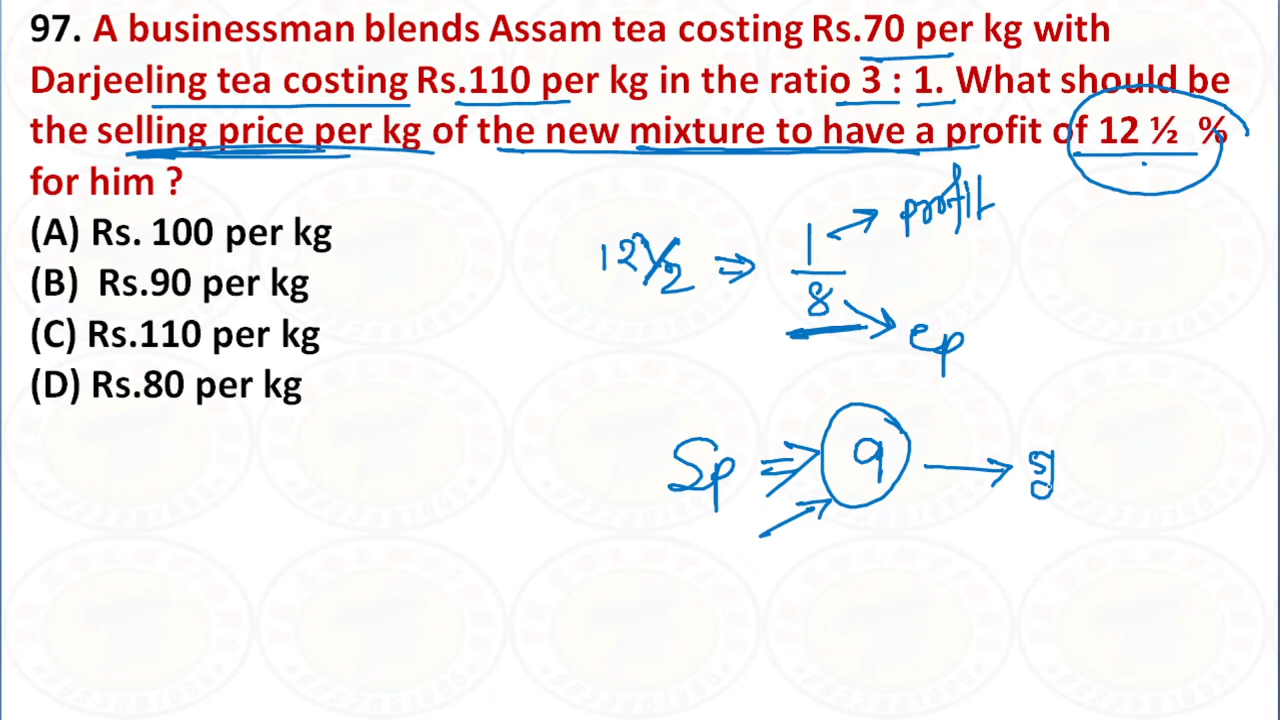 97. A businessman blends Assam tea costing Rs.70 per kg with
Darjeeling tea costing Rs.110 per kg in the ratio 3 : 1. What should be
the selling price per kg of the new mixture to have a profit of 12 ½ %
for him ?
(A) Rs. 100 per kg
(B) Rs.90 per kg
(C) Rs.110 per kg
(D) Rs.80 per kg
12 1/2 ⇒ 1/8
profit
cp
Sp ⇒ 9